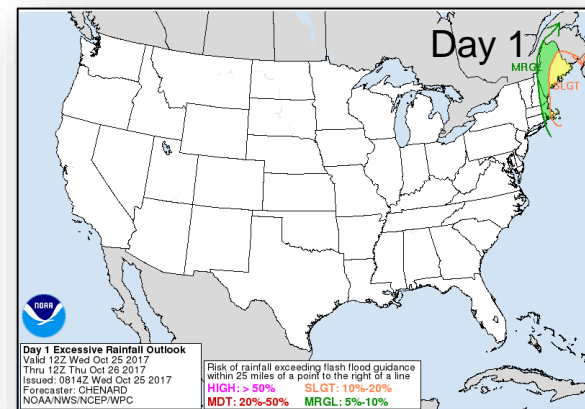 Day 1
MRGL
SLGT
NOAA
Day 1 Excessive Rainfall Outlook
Valid 12Z Wed Oct 25 2017
Thru 12Z Thu Oct 26 2017
Issued: 0814Z Wed Oct 25 2017
Forecaster: CHENARD
NOAA/NWS/NCEP/WPC
Risk of rainfall exceeding flash flood guidance
within 25 miles of a point to the right of a line
HIGH: > 50% SLGT: 10%-20%
MDT: 20%-50% MRGL: 5%-10%